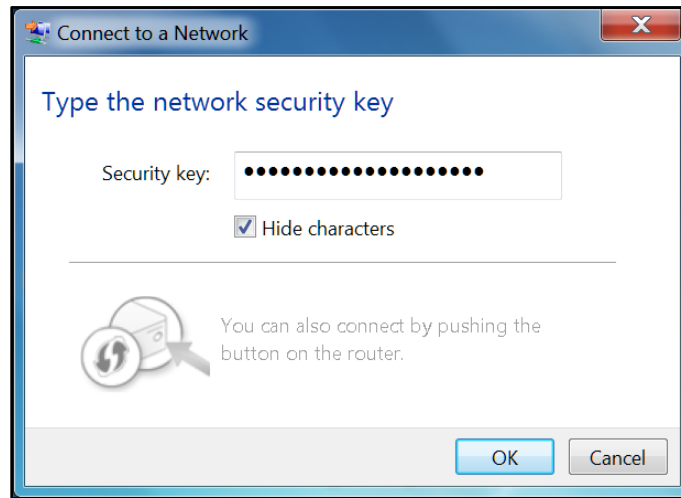 Connect to a Network
Type the network security key
Security key: ••••••••••••••••••••
Hide characters
You can also connect by pushing the
button on the router.
OK Cancel